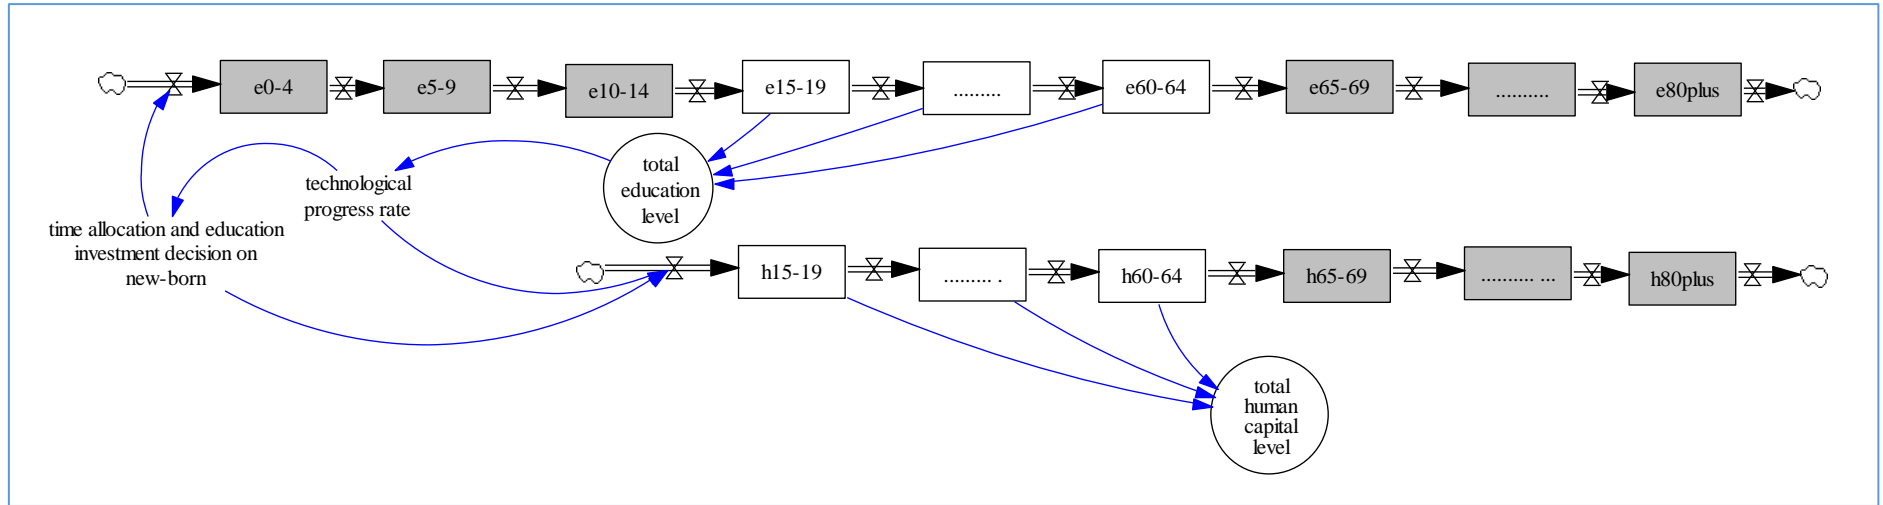 e0-4
e5-9
e10-14
e15-19
.........
e60-64
e65-69
..........
e80plus
total
education
level
technological
progress rate
time allocation and education
investment decision on
new-born
h15-19
......... .
h60-64
h65-69
.......... ...
h80plus
total
human
capital
level